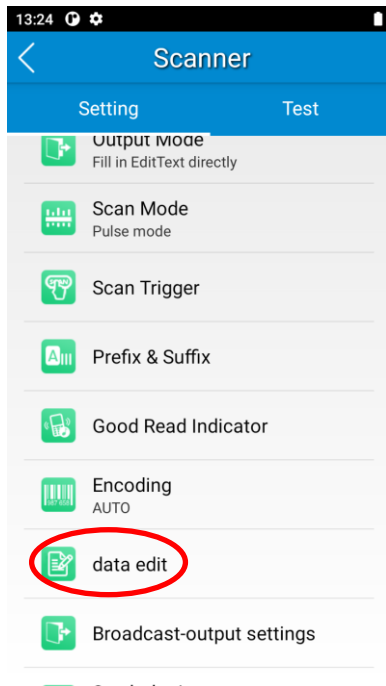 13:24
Scanner
Setting
Test
Output Mode
Fill in EditText directly
Scan Mode
Pulse mode
Scan Trigger
Prefix & Suffix
Good Read Indicator
Encoding
AUTO
data edit
Broadcast-output settings